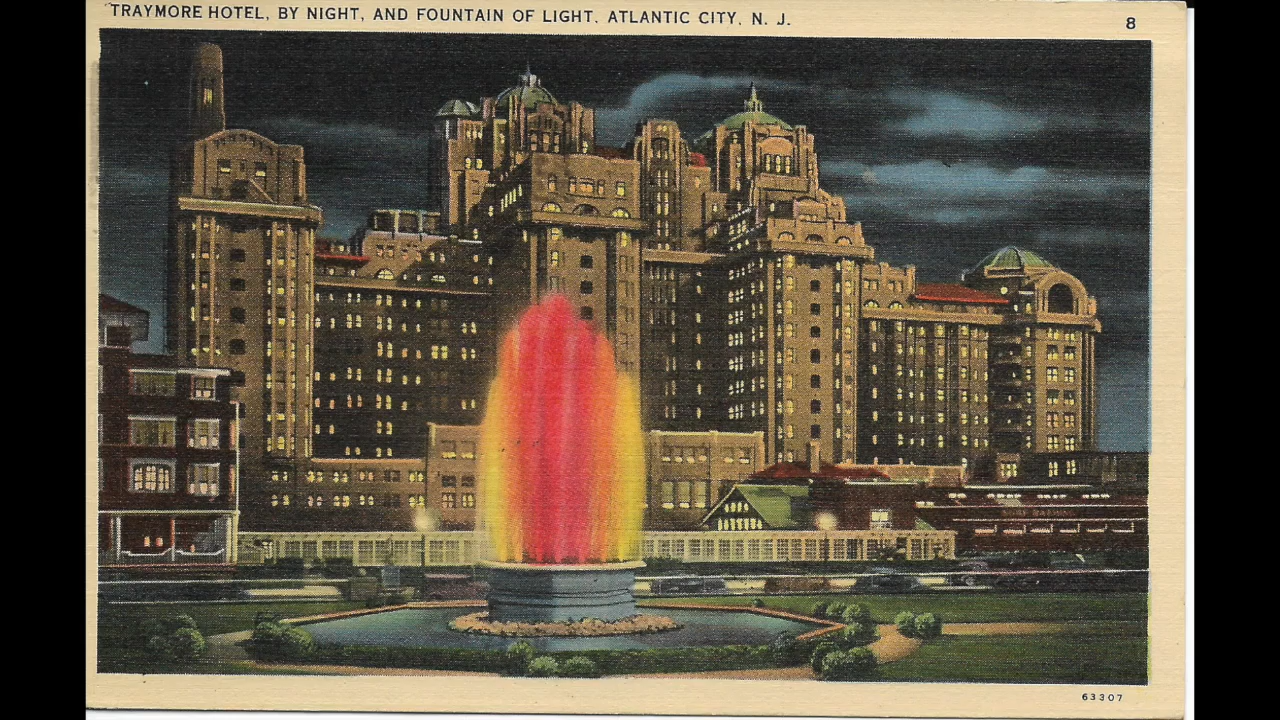 TRAYMORE HOTEL, BY NIGHT, AND FOUNTAIN OF LIGHT. ATLANTIC CITY, N. J.
8
63307